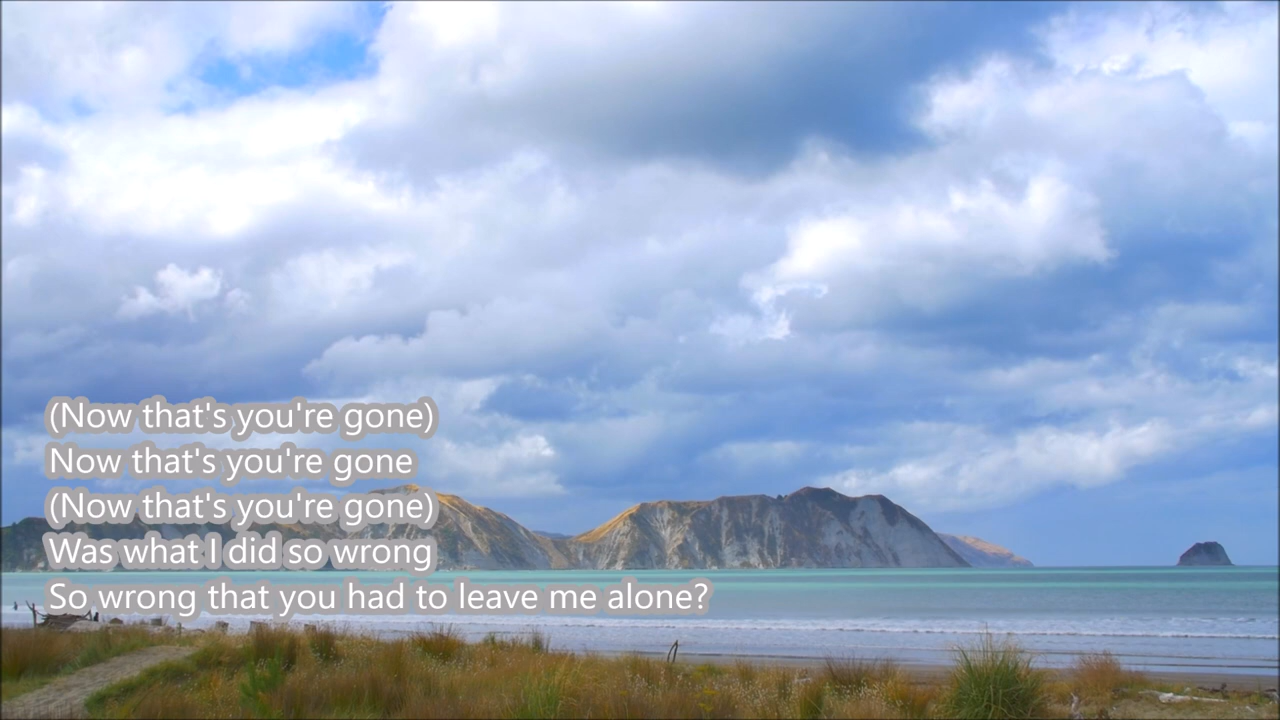 (Now that's you're gone)
Now that's you're gone
(Now that's you're gone)
Was what I did so wrong
So wrong that you had to leave me alone?